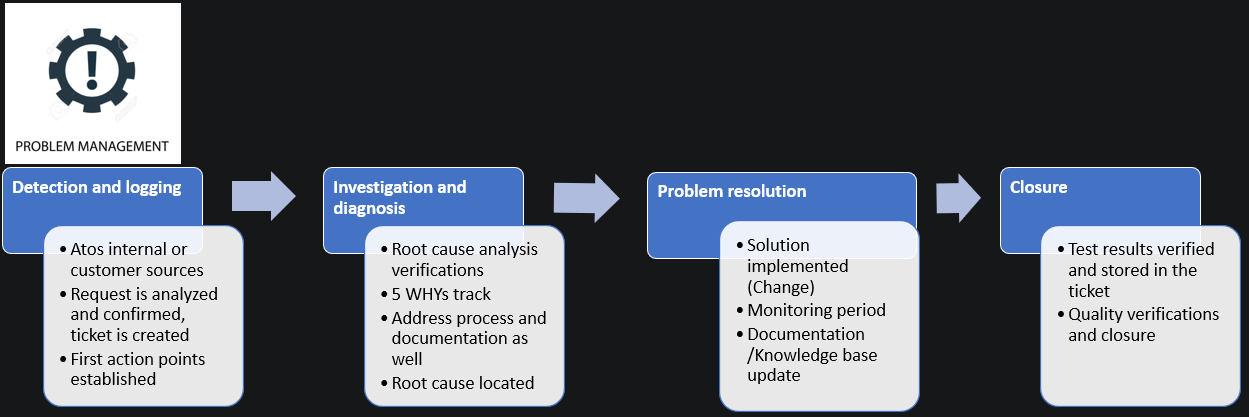 PROBLEM MANAGEMENT
Detection and logging
• Atos internal or
customer sources
• Request is analyzed
and confirmed,
ticket is created
• First action points
established
Investigation and
diagnosis
• Root cause analysis
verifications
• 5 WHYs track
• Address process and
documentation as
well
• Root cause located
Problem resolution
• Solution
implemented
(Change)
• Monitoring period
• Documentation
/Knowledge base
update
Closure
• Test results verified
and stored in the
ticket
• Quality verifications
and closure